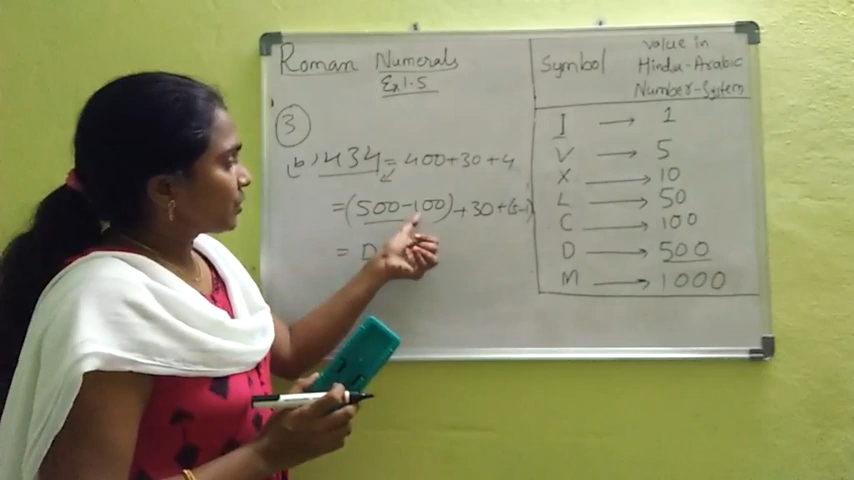 Roman Numerals
Ex 1.5
3
(b) 434 = 400+30+4
=(500-100)+30+(5-1)
= D
Symbol
value in
Hindu-Arabic
Number-System
I → 1
V → 5
X → 10
L → 50
C → 100
D → 500
M → 1000